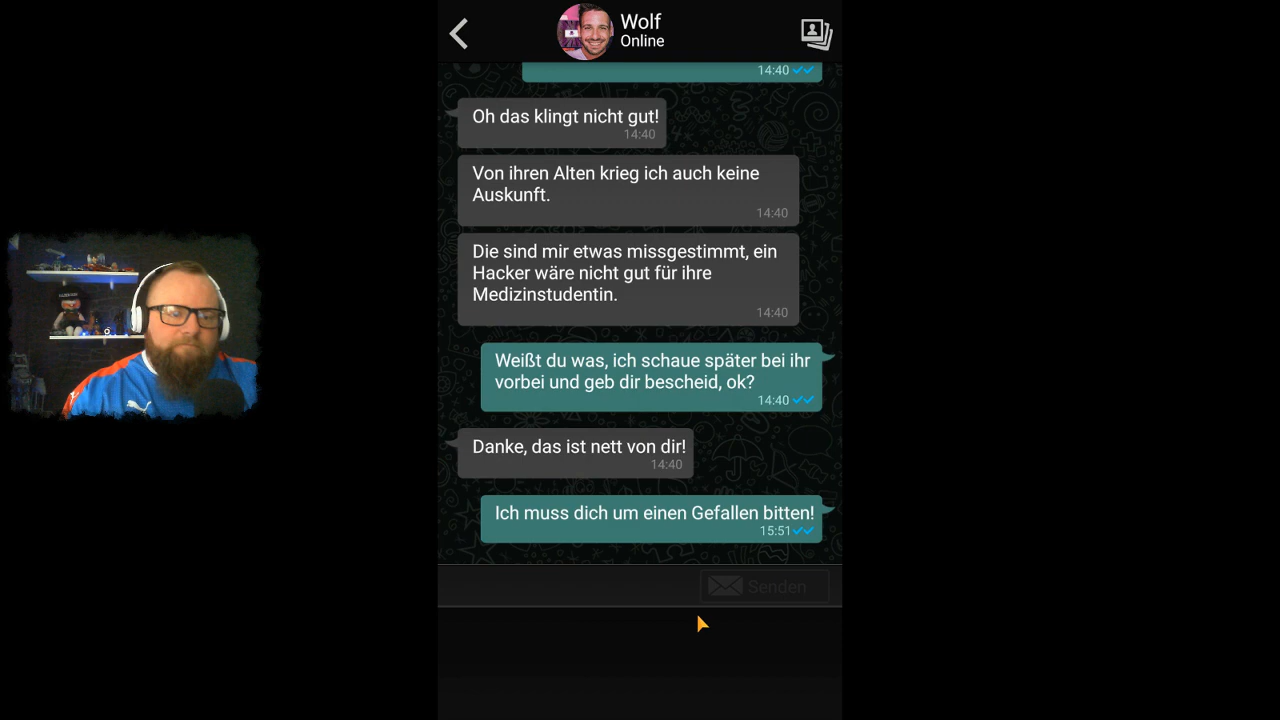 Wolf
Online
14:40
Oh das klingt nicht gut!
14:40
Von ihren Alten krieg ich auch keine
Auskunft.
14:40
Die sind mir etwas missgestimmt, ein
Hacker wäre nicht gut für ihre
Medizinstudentin.
14:40
Weißt du was, ich schaue später bei ihr
vorbei und geb dir bescheid, ok?
14:40
Danke, das ist nett von dir!
14:40
Ich muss dich um einen Gefallen bitten!
15:51
Senden